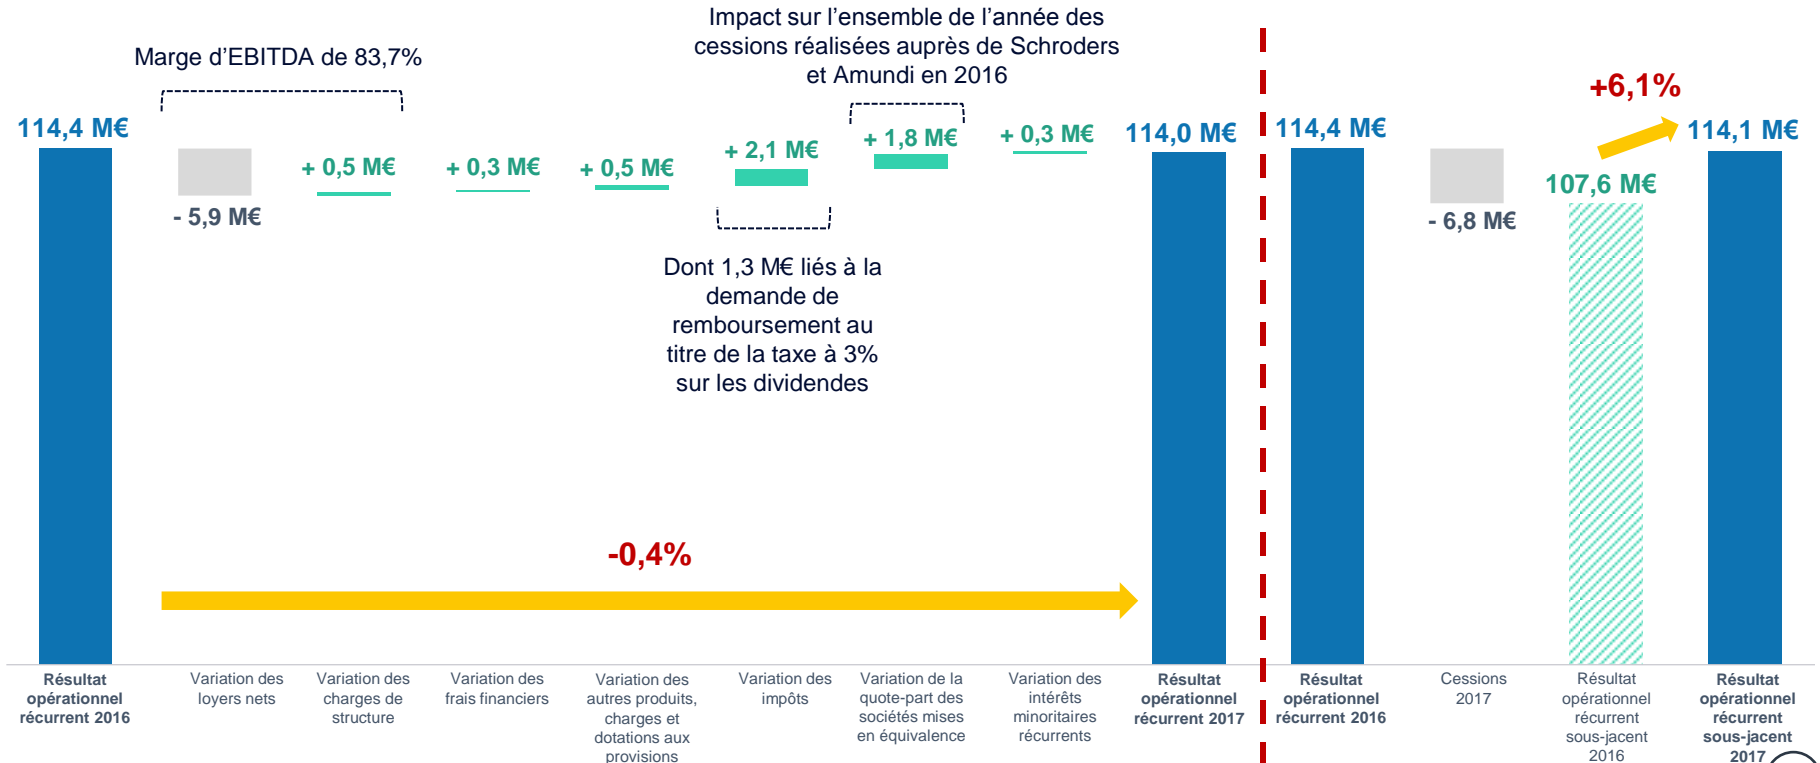 Marge d’EBITDA de 83,7%
Impact sur l’ensemble de l’année des
cessions réalisées auprès de Schroders
et Amundi en 2016
114,4 M€
- 5,9 M€
+ 0,5 M€
+ 0,3 M€
+ 0,5 M€
+ 2,1 M€
+ 1,8 M€
+ 0,3 M€
114,0 M€
Dont 1,3 M€ liés à la
demande de
remboursement au
titre de la taxe à 3%
sur les dividendes
-0,4%
Résultat
opérationnel
récurrent 2016
Variation des
loyers nets
Variation des
charges de
structure
Variation des
frais financiers
Variation des
autres produits,
charges et
dotations aux
provisions
Variation des
impôts
Variation de la
quote-part des
sociétés mises
en équivalence
Variation des
intérêts
minoritaires
récurrents
Résultat
opérationnel
récurrent 2017
114,4 M€
- 6,8 M€
107,6 M€
+6,1%
114,1 M€
Résultat
opérationnel
récurrent 2016
Cessions
2017
Résultat
opérationnel
récurrent
sous-jacent
2016
Résultat
opérationnel
récurrent
sous-jacent
2017